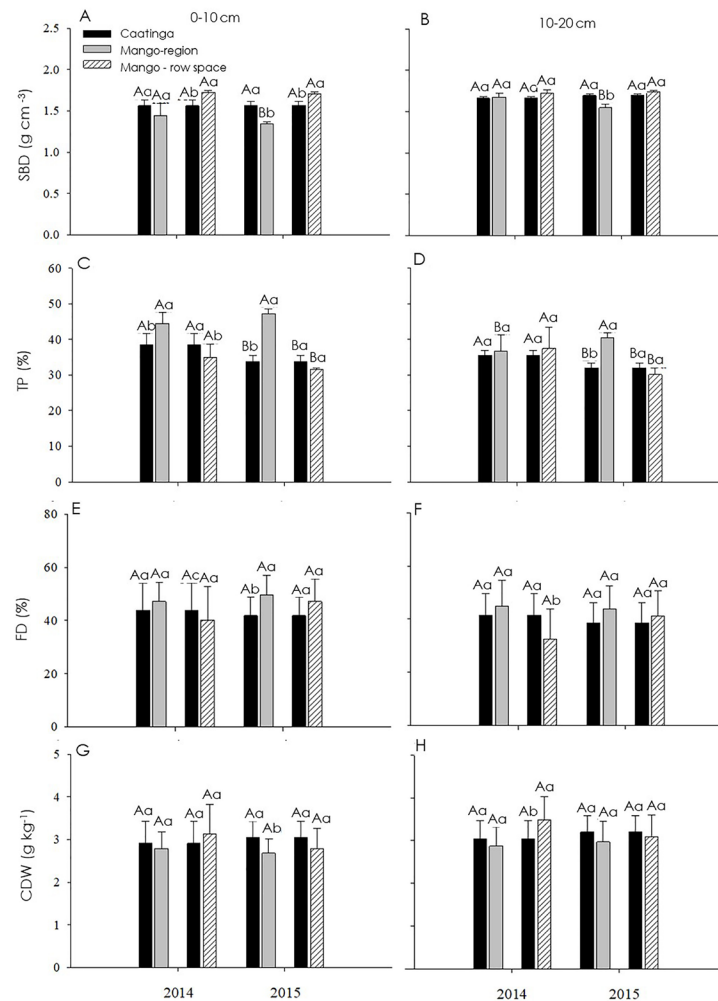 A 0-10 cm
B 10-20 cm
Caatinga
Mango-region
Mango - row space
SBD (g cm⁻³)
2.5
2.0
1.5
1.0
0.5
0.0
Aa Aa Ab Aa Aa Bb Ab Aa
Aa Aa Aa Aa Aa Bb Aa Aa
C
D
TP (%)
60
50
40
30
20
10
0
Ab Aa Aa Ab Bb Aa Ba Ba
Aa Ba Aa Aa Bb Aa Ba Ba
E
F
FD (%)
80
60
40
20
0
Aa Aa Ac Aa Ab Aa Aa Aa
Aa Aa Aa Ab Aa Aa Aa Aa
G
H
CDW (g kg⁻¹)
5
4
3
2
1
0
Aa Aa Aa Aa Aa Ab Aa Aa
Aa Aa Ab Aa Aa Aa Aa Aa
2014 2015
2014 2015